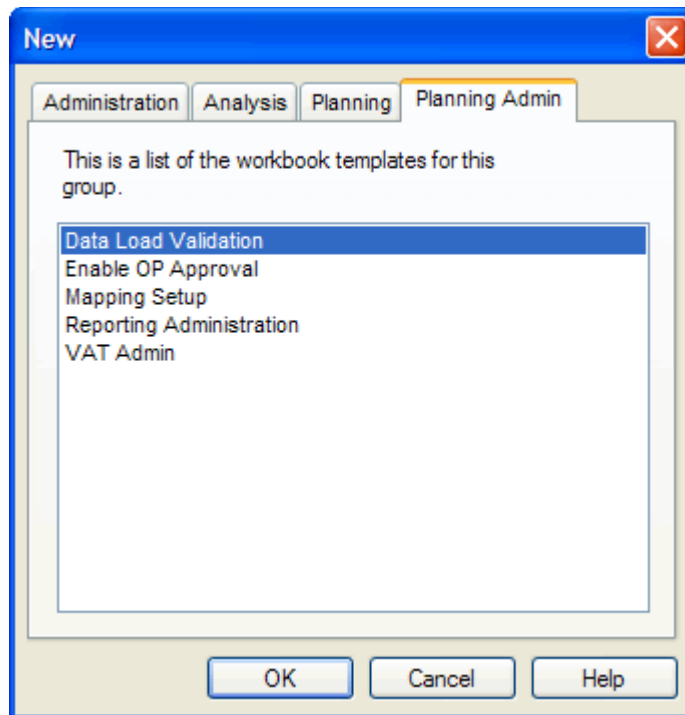 New
Administration
Analysis
Planning
Planning Admin
This is a list of the workbook templates for this
group.
Data Load Validation
Enable OP Approval
Mapping Setup
Reporting Administration
VAT Admin
OK
Cancel
Help